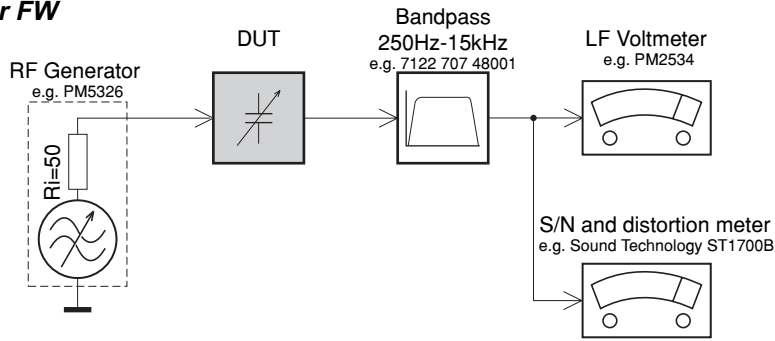 r FW
RF Generator
e.g. PM5326
Ri=50
DUT
Bandpass
250Hz-15kHz
e.g. 7122 707 48001
LF Voltmeter
e.g. PM2534
S/N and distortion meter
e.g. Sound Technology ST1700B